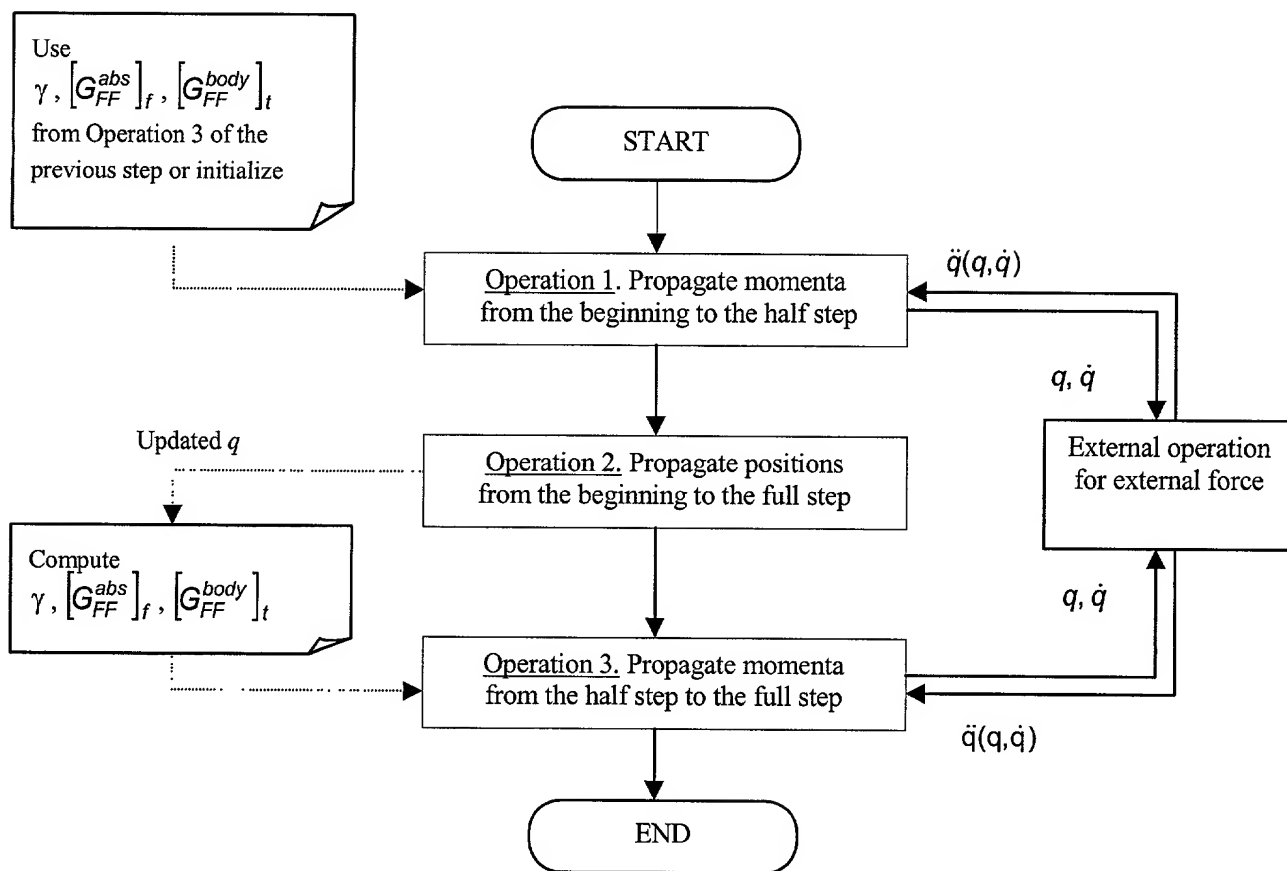 Use
γ , [G_FF^abs]_f , [G_FF^body]_t
from Operation 3 of the
previous step or initialize
START
Operation 1. Propagate momenta
from the beginning to the half step
q̈(q,q̇)
q, q̇
Updated q
Operation 2. Propagate positions
from the beginning to the full step
External operation
for external force
Compute
γ , [G_FF^abs]_f , [G_FF^body]_t
q, q̇
Operation 3. Propagate momenta
from the half step to the full step
q̈(q,q̇)
END